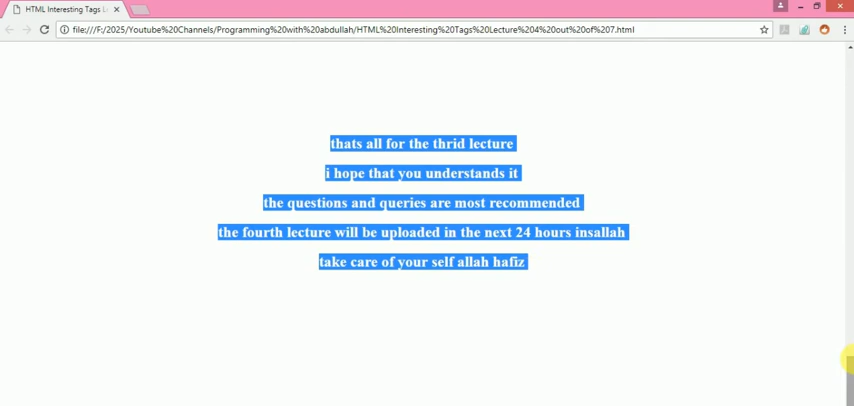 HTML Interesting Tags L
file:///F:/2025/Youtube%20Channels/Programming%20with%20abdullah/HTML%20Interesting%20Tags%20Lecture%204%20out%20of%207.html
thats all for the thrid lecture
i hope that you understands it
the questions and queries are most recommended
the fourth lecture will be uploaded in the next 24 hours insallah
take care of your self allah hafiz